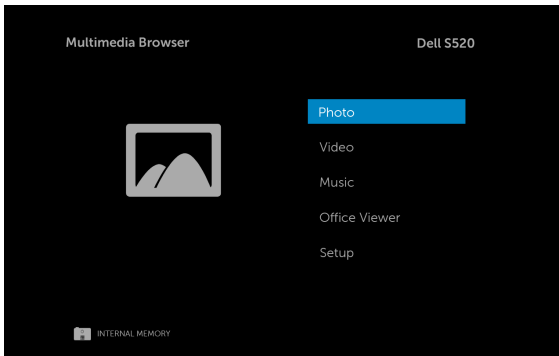 Multimedia Browser
Dell S520
Photo
Video
Music
Office Viewer
Setup
INTERNAL MEMORY